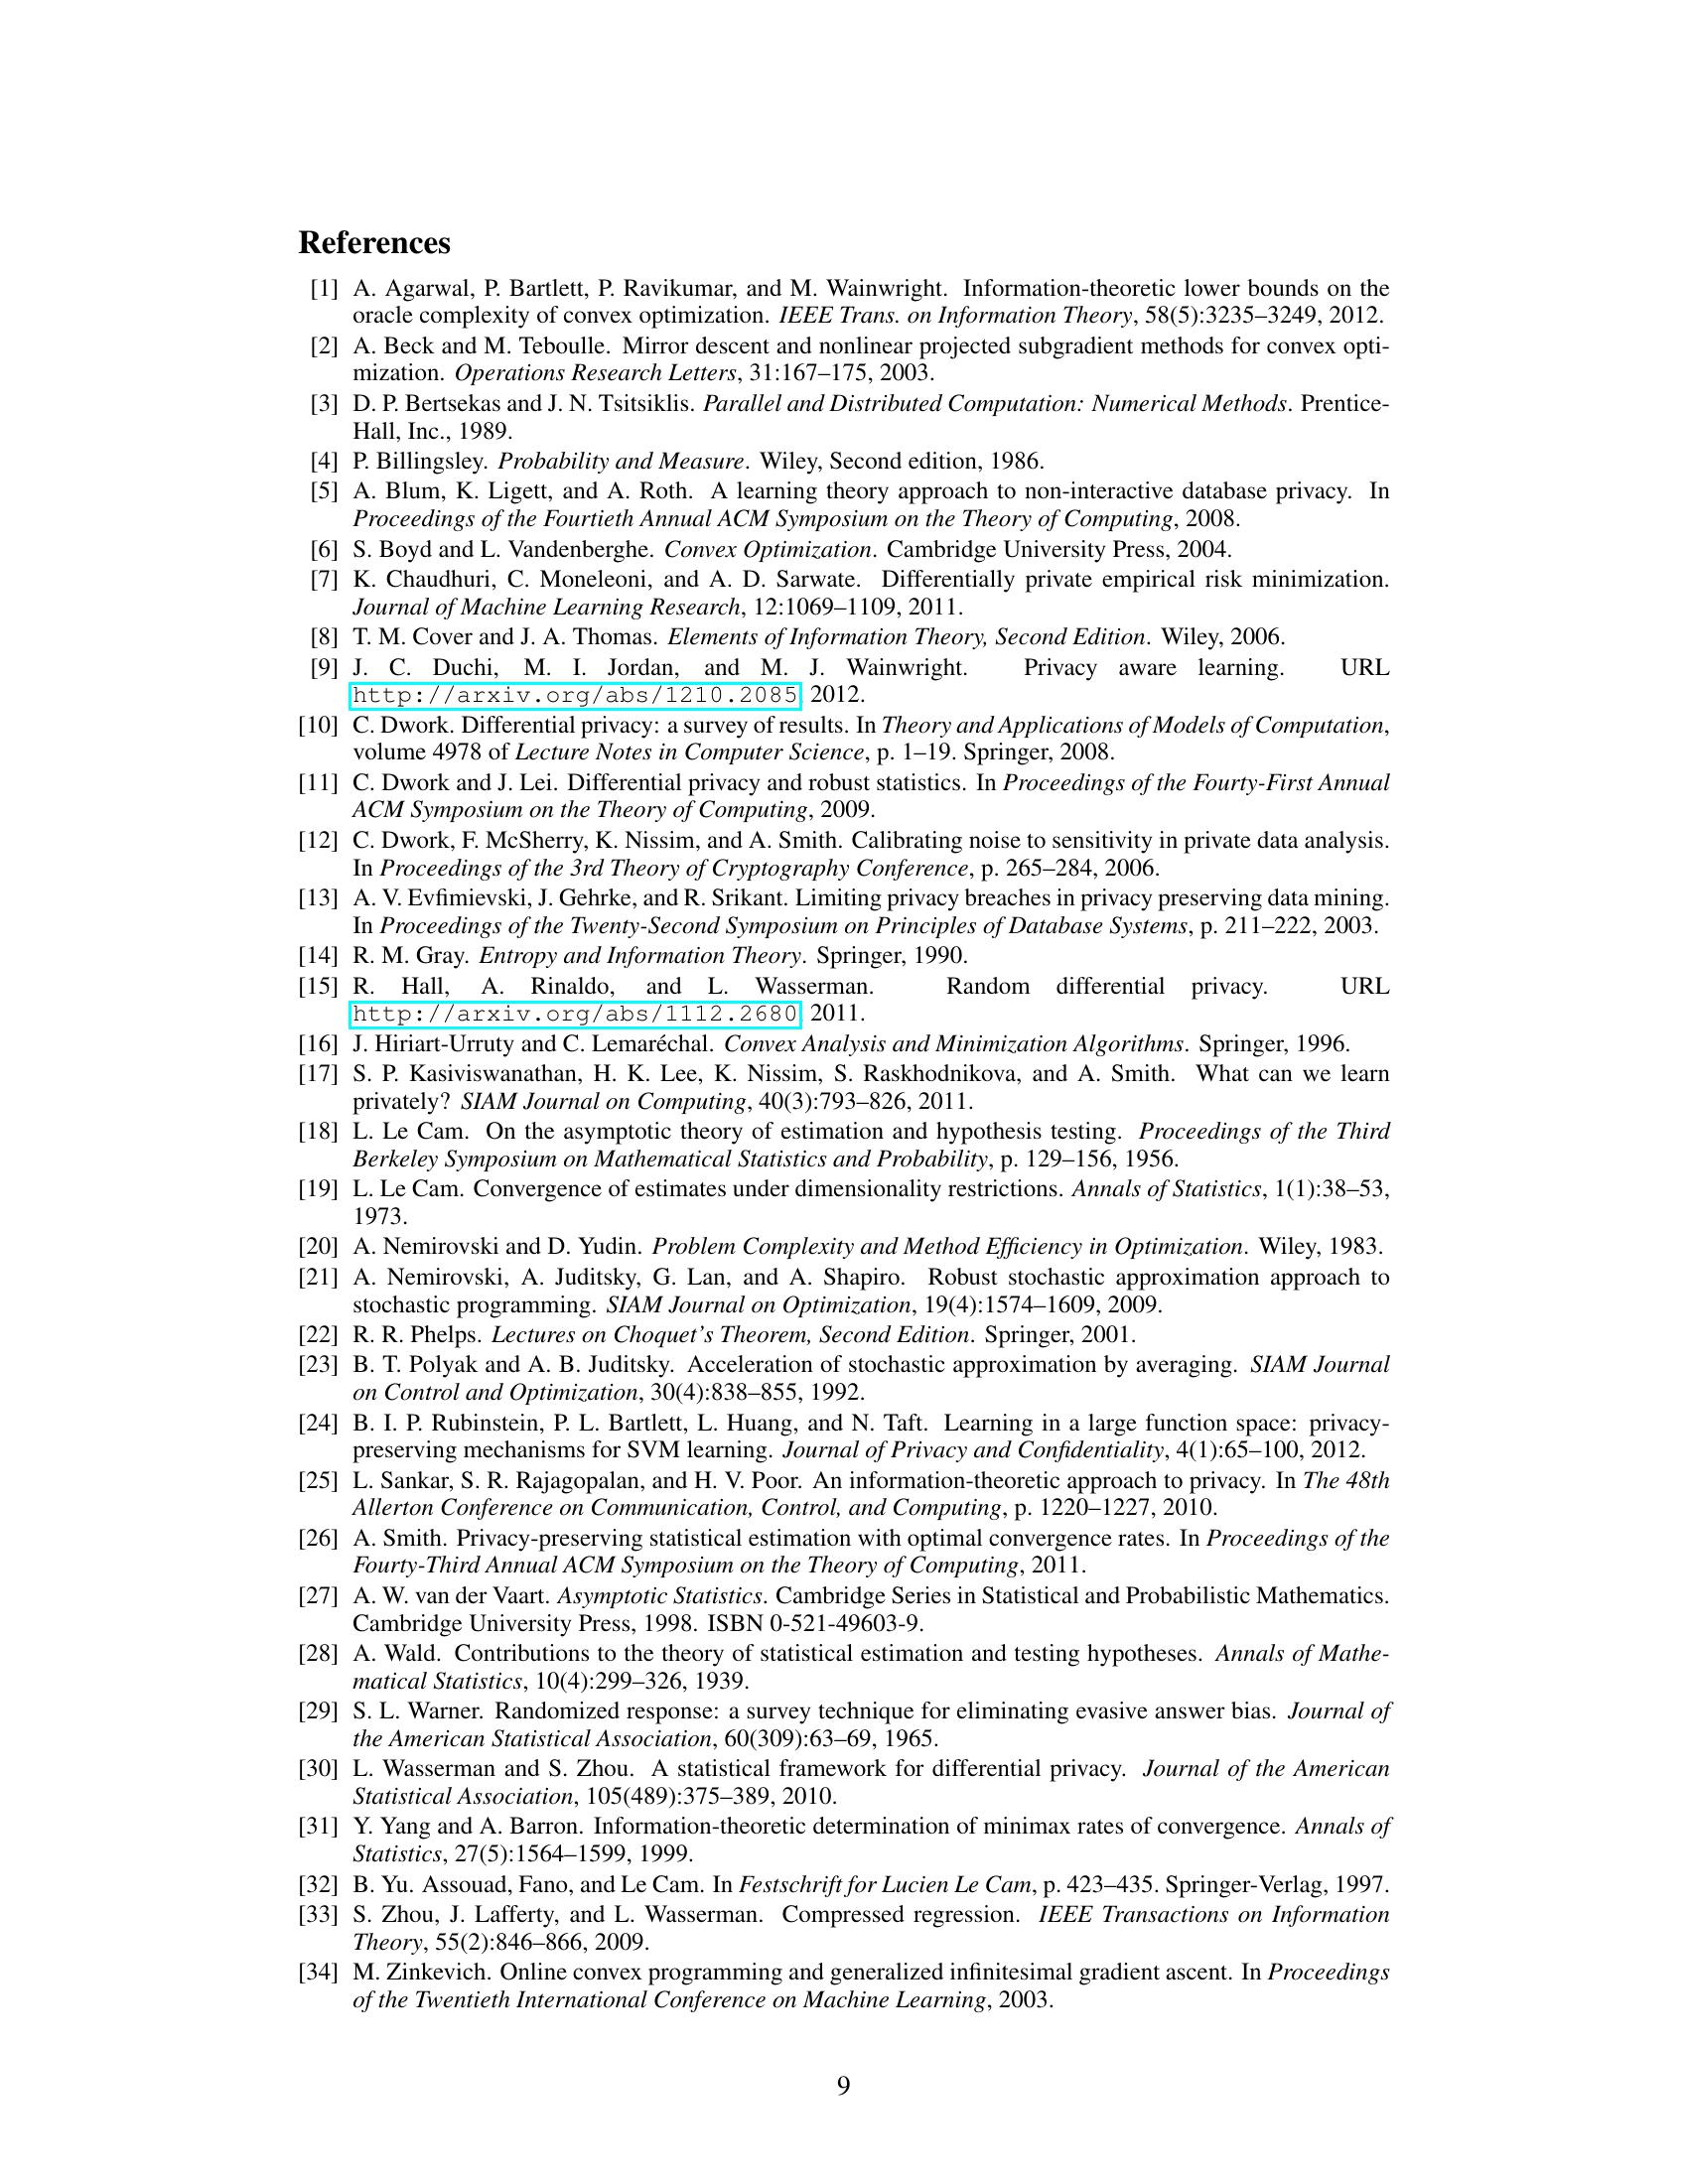 References
[1] A. Agarwal, P. Bartlett, P. Ravikumar, and M. Wainwright. Information-theoretic lower bounds on the
oracle complexity of convex optimization. IEEE Trans. on Information Theory, 58(5):3235–3249, 2012.
[2] A. Beck and M. Teboulle. Mirror descent and nonlinear projected subgradient methods for convex opti-
mization. Operations Research Letters, 31:167–175, 2003.
[3] D. P. Bertsekas and J. N. Tsitsiklis. Parallel and Distributed Computation: Numerical Methods. Prentice-
Hall, Inc., 1989.
[4] P. Billingsley. Probability and Measure. Wiley, Second edition, 1986.
[5] A. Blum, K. Ligett, and A. Roth. A learning theory approach to non-interactive database privacy. In
Proceedings of the Fourtieth Annual ACM Symposium on the Theory of Computing, 2008.
[6] S. Boyd and L. Vandenberghe. Convex Optimization. Cambridge University Press, 2004.
[7] K. Chaudhuri, C. Moneleoni, and A. D. Sarwate. Differentially private empirical risk minimization.
Journal of Machine Learning Research, 12:1069–1109, 2011.
[8] T. M. Cover and J. A. Thomas. Elements of Information Theory, Second Edition. Wiley, 2006.
[9] J. C. Duchi, M. I. Jordan, and M. J. Wainwright. Privacy aware learning. URL
http://arxiv.org/abs/1210.2085 2012.
[10] C. Dwork. Differential privacy: a survey of results. In Theory and Applications of Models of Computation,
volume 4978 of Lecture Notes in Computer Science, p. 1–19. Springer, 2008.
[11] C. Dwork and J. Lei. Differential privacy and robust statistics. In Proceedings of the Fourty-First Annual
ACM Symposium on the Theory of Computing, 2009.
[12] C. Dwork, F. McSherry, K. Nissim, and A. Smith. Calibrating noise to sensitivity in private data analysis.
In Proceedings of the 3rd Theory of Cryptography Conference, p. 265–284, 2006.
[13] A. V. Evfimievski, J. Gehrke, and R. Srikant. Limiting privacy breaches in privacy preserving data mining.
In Proceedings of the Twenty-Second Symposium on Principles of Database Systems, p. 211–222, 2003.
[14] R. M. Gray. Entropy and Information Theory. Springer, 1990.
[15] R. Hall, A. Rinaldo, and L. Wasserman. Random differential privacy. URL
http://arxiv.org/abs/1112.2680 2011.
[16] J. Hiriart-Urruty and C. Lemaréchal. Convex Analysis and Minimization Algorithms. Springer, 1996.
[17] S. P. Kasiviswanathan, H. K. Lee, K. Nissim, S. Raskhodnikova, and A. Smith. What can we learn
privately? SIAM Journal on Computing, 40(3):793–826, 2011.
[18] L. Le Cam. On the asymptotic theory of estimation and hypothesis testing. Proceedings of the Third
Berkeley Symposium on Mathematical Statistics and Probability, p. 129–156, 1956.
[19] L. Le Cam. Convergence of estimates under dimensionality restrictions. Annals of Statistics, 1(1):38–53,
1973.
[20] A. Nemirovski and D. Yudin. Problem Complexity and Method Efficiency in Optimization. Wiley, 1983.
[21] A. Nemirovski, A. Juditsky, G. Lan, and A. Shapiro. Robust stochastic approximation approach to
stochastic programming. SIAM Journal on Optimization, 19(4):1574–1609, 2009.
[22] R. R. Phelps. Lectures on Choquet's Theorem, Second Edition. Springer, 2001.
[23] B. T. Polyak and A. B. Juditsky. Acceleration of stochastic approximation by averaging. SIAM Journal
on Control and Optimization, 30(4):838–855, 1992.
[24] B. I. P. Rubinstein, P. L. Bartlett, L. Huang, and N. Taft. Learning in a large function space: privacy-
preserving mechanisms for SVM learning. Journal of Privacy and Confidentiality, 4(1):65–100, 2012.
[25] L. Sankar, S. R. Rajagopalan, and H. V. Poor. An information-theoretic approach to privacy. In The 48th
Allerton Conference on Communication, Control, and Computing, p. 1220–1227, 2010.
[26] A. Smith. Privacy-preserving statistical estimation with optimal convergence rates. In Proceedings of the
Fourty-Third Annual ACM Symposium on the Theory of Computing, 2011.
[27] A. W. van der Vaart. Asymptotic Statistics. Cambridge Series in Statistical and Probabilistic Mathematics.
Cambridge University Press, 1998. ISBN 0-521-49603-9.
[28] A. Wald. Contributions to the theory of statistical estimation and testing hypotheses. Annals of Mathe-
matical Statistics, 10(4):299–326, 1939.
[29] S. L. Warner. Randomized response: a survey technique for eliminating evasive answer bias. Journal of
the American Statistical Association, 60(309):63–69, 1965.
[30] L. Wasserman and S. Zhou. A statistical framework for differential privacy. Journal of the American
Statistical Association, 105(489):375–389, 2010.
[31] Y. Yang and A. Barron. Information-theoretic determination of minimax rates of convergence. Annals of
Statistics, 27(5):1564–1599, 1999.
[32] B. Yu. Assouad, Fano, and Le Cam. In Festschrift for Lucien Le Cam, p. 423–435. Springer-Verlag, 1997.
[33] S. Zhou, J. Lafferty, and L. Wasserman. Compressed regression. IEEE Transactions on Information
Theory, 55(2):846–866, 2009.
[34] M. Zinkevich. Online convex programming and generalized infinitesimal gradient ascent. In Proceedings
of the Twentieth International Conference on Machine Learning, 2003.
9